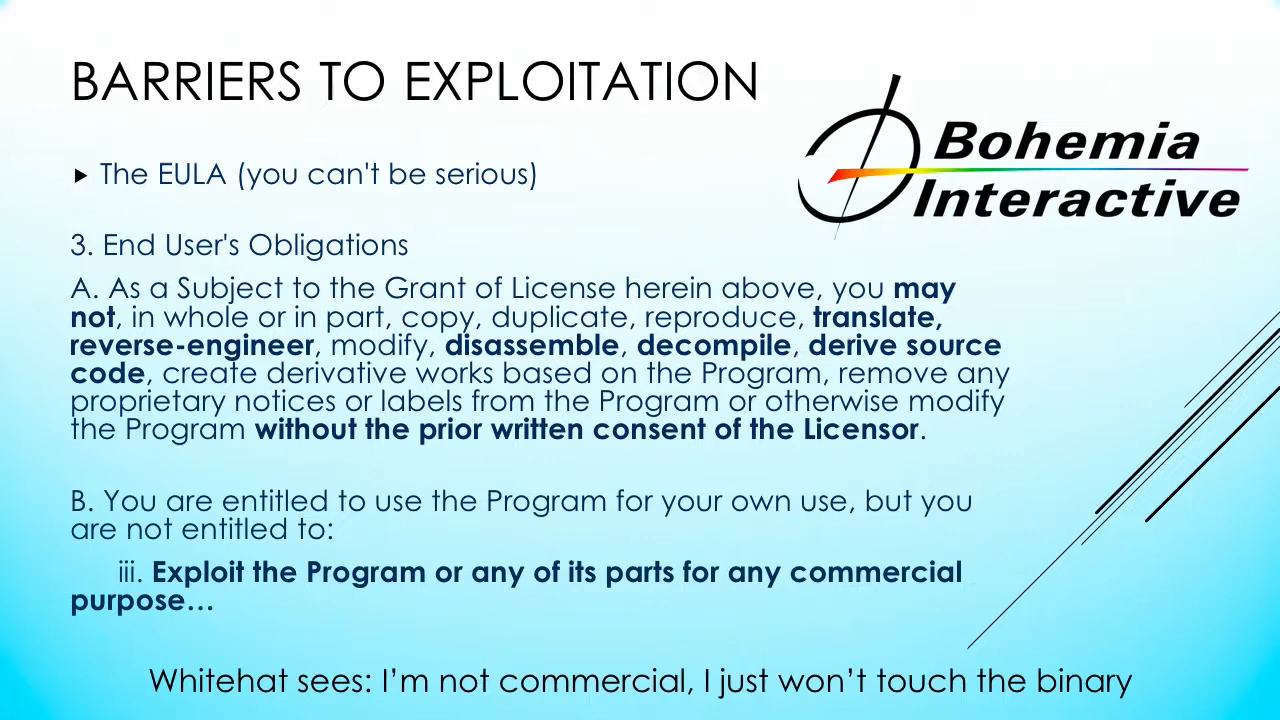 BARRIERS TO EXPLOITATION
Bohemia
Interactive
The EULA (you can't be serious)
3. End User's Obligations
A. As a Subject to the Grant of License herein above, you may
not, in whole or in part, copy, duplicate, reproduce, translate,
reverse-engineer, modify, disassemble, decompile, derive source
code, create derivative works based on the Program, remove any
proprietary notices or labels from the Program or otherwise modify
the Program without the prior written consent of the Licensor.
B. You are entitled to use the Program for your own use, but you
are not entitled to:
iii. Exploit the Program or any of its parts for any commercial
purpose…
Whitehat sees: I’m not commercial, I just won’t touch the binary